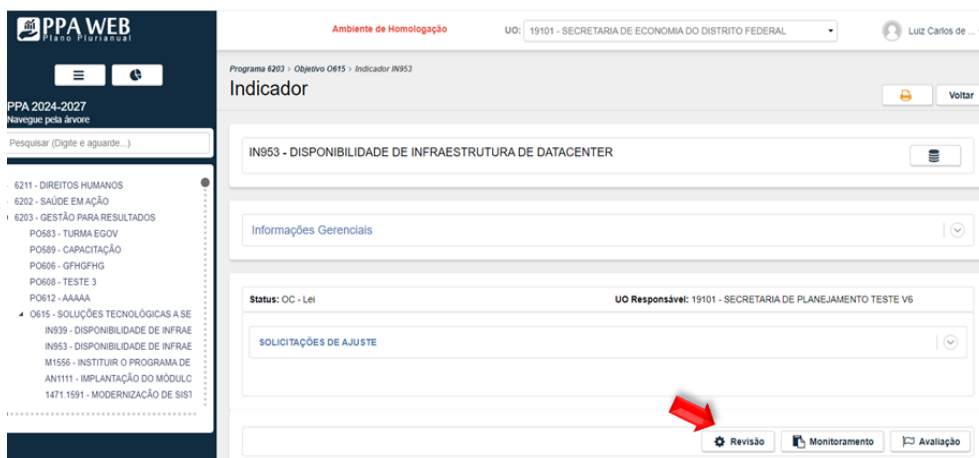 PPA WEB
Plano Plurianual
Ambiente de Homologação
UO: 19101 - SECRETARIA DE ECONOMIA DO DISTRITO FEDERAL
Luiz Carlos de ...
PPA 2024-2027
Navegue pela árvore
Pesquisar (Digite e aguarde...)
6211 - DIREITOS HUMANOS
6202 - SAÚDE EM AÇÃO
6203 - GESTÃO PARA RESULTADOS
PO583 - TURMA EGOV
PO589 - CAPACITAÇÃO
PO606 - GFHGFHG
PO608 - TESTE 3
PO612 - AAAAA
O615 - SOLUÇÕES TECNOLÓGICAS A SE
IN939 - DISPONIBILIDADE DE INFRAE
IN953 - DISPONIBILIDADE DE INFRAE
M1556 - INSTITUIR O PROGRAMA DE
AN1111 - IMPLANTAÇÃO DO MÓDULO
1471.1591 - MODERNIZAÇÃO DE SIST
Programa 6203 > Objetivo O615 > Indicador IN953
Indicador
Voltar
IN953 - DISPONIBILIDADE DE INFRAESTRUTURA DE DATACENTER
Informações Gerenciais
Status: OC - Lei
UO Responsável: 19101 - SECRETARIA DE PLANEJAMENTO TESTE V6
SOLICITAÇÕES DE AJUSTE
Revisão
Monitoramento
Avaliação